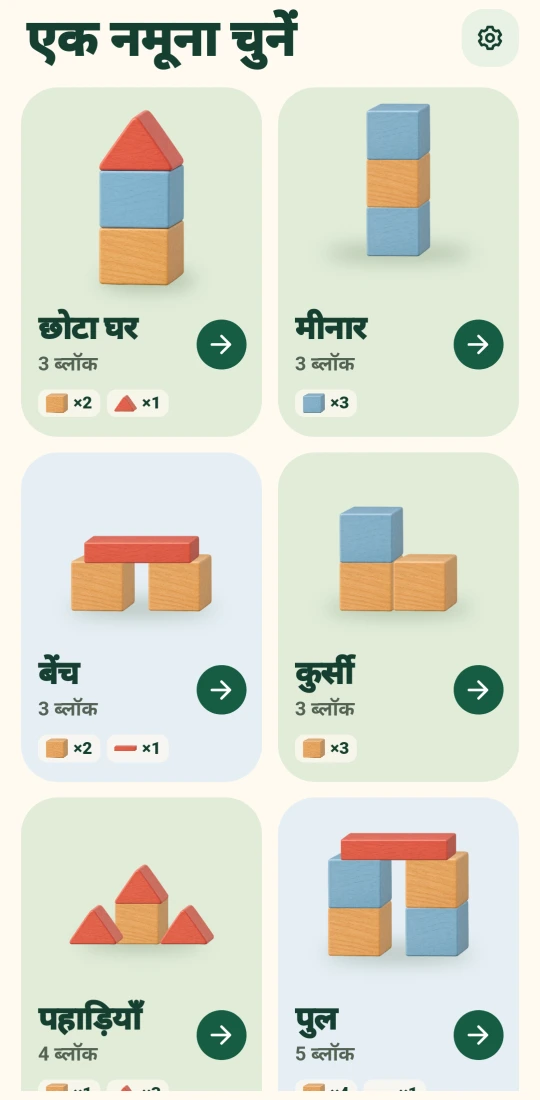 एक नमूना चुनें
छोटा घर
3 ब्लॉक
×2 ×1
मीनार
3 ब्लॉक
×3
बेंच
3 ब्लॉक
×2 ×1
कुर्सी
3 ब्लॉक
×3
पहाड़ियाँ
4 ब्लॉक
पुल
5 ब्लॉक